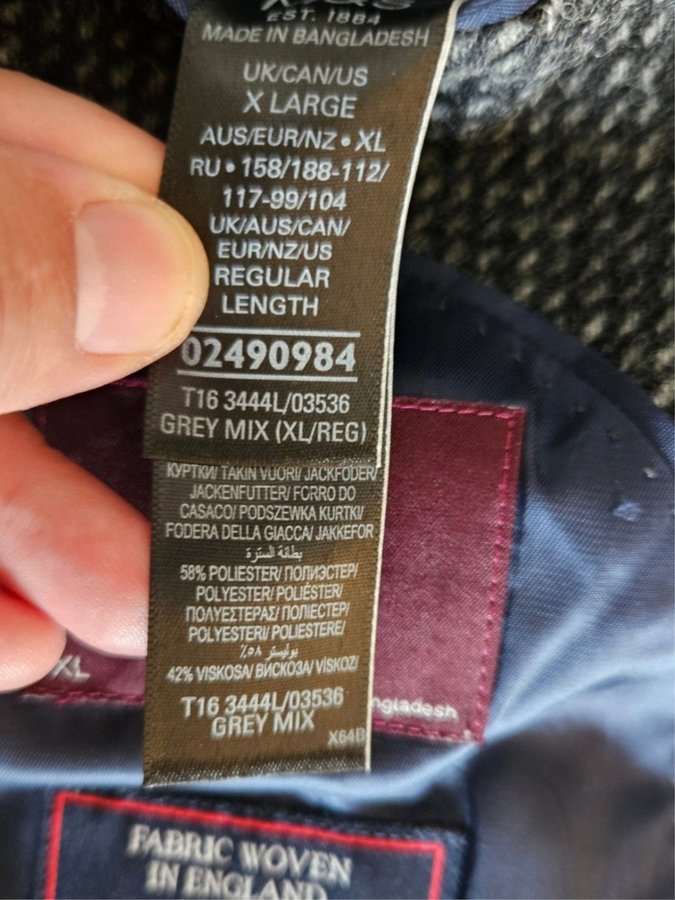 EST. 1884
MADE IN BANGLADESH
UK/CAN/US
X LARGE
AUS/EUR/NZ • XL
RU • 158/188-112/
117-99/104
UK/AUS/CAN/
EUR/NZ/US
REGULAR
LENGTH
02490984
T16 3444L/03536
GREY MIX (XL/REG)
КУРТКИ/ TAKIN VUORI/ JACKFODER/
JACKENFUTTER/ FORRO DO
CASACO/ PODSZEWKA KURTKI/
FODERA DELLA GIACCA/ JAKKEFOR
بطانة السترة
58% POLIESTER/ ПОЛИЭСТЕР/
POLYESTER/ POLIÉSTER/
ΠΟΛΥΕΣΤΕΡΑΣ/ ПОЛІЕСТЕР/
POLYESTERI/ POLIESTERE/
بوليستر ٥٨٪
42% VISKOSA/ ВИСКОЗА/ VISKOZ/
T16 3444L/03536
GREY MIX
X64B
XL
ngladesh
FABRIC WOVEN
IN ENGLAND